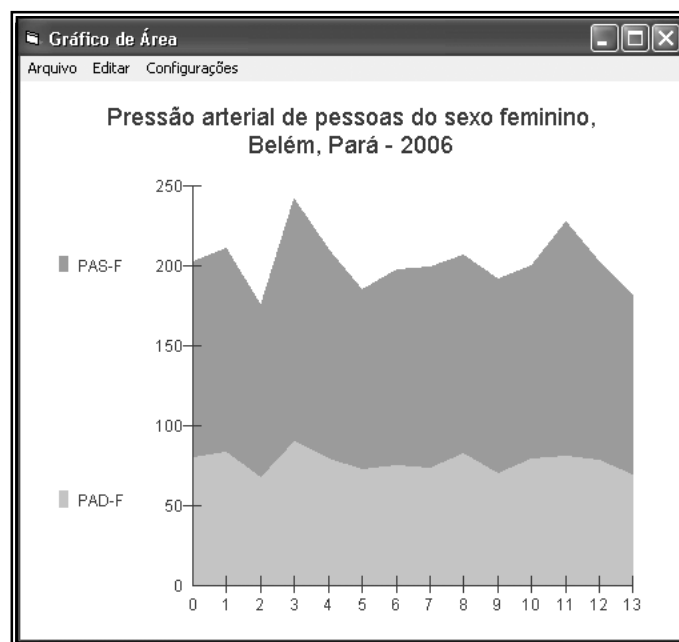 Gráfico de Área
Arquivo Editar Configurações
Pressão arterial de pessoas do sexo feminino,
Belém, Pará - 2006
250
200
150
100
50
0
PAS-F
PAD-F
0 1 2 3 4 5 6 7 8 9 10 11 12 13